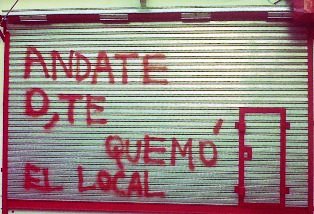 ANDATE
O, TE
QUEMO´
EL LOCAL